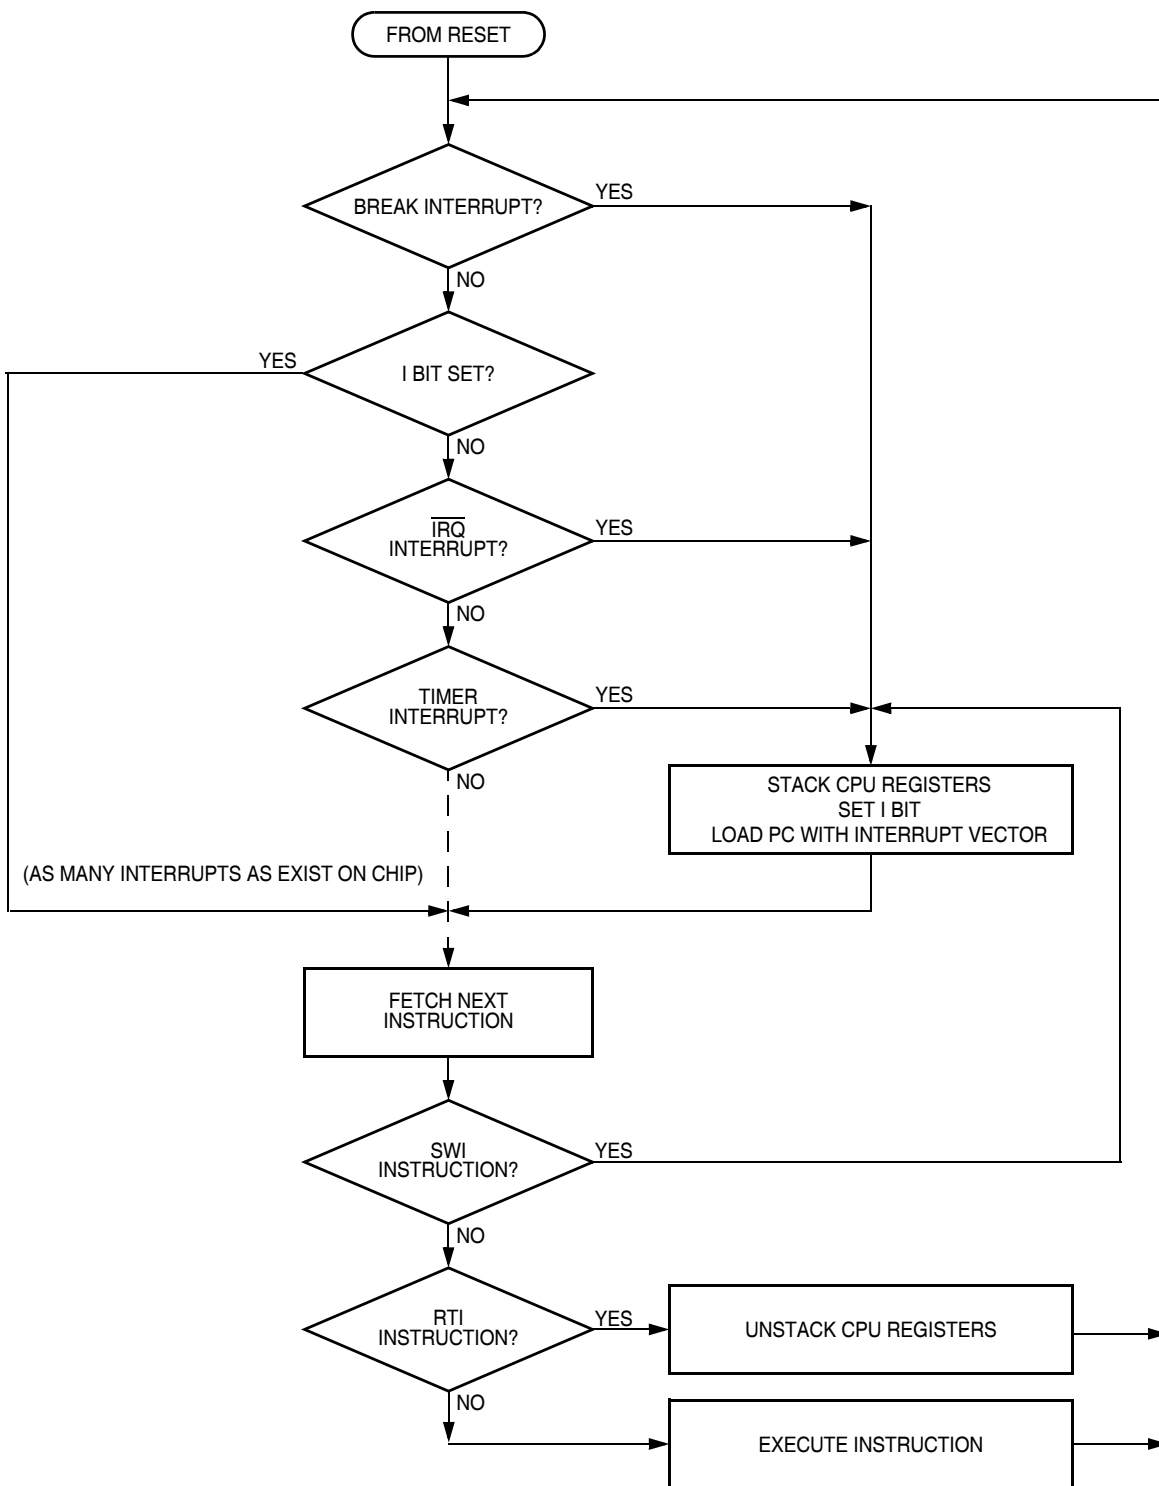 FROM RESET
BREAK INTERRUPT?
YES
NO
YES
I BIT SET?
NO
IRQ
INTERRUPT?
YES
NO
TIMER
INTERRUPT?
YES
NO
STACK CPU REGISTERS
SET I BIT
LOAD PC WITH INTERRUPT VECTOR
(AS MANY INTERRUPTS AS EXIST ON CHIP)
FETCH NEXT
INSTRUCTION
SWI
INSTRUCTION?
YES
NO
RTI
INSTRUCTION?
YES
UNSTACK CPU REGISTERS
NO
EXECUTE INSTRUCTION